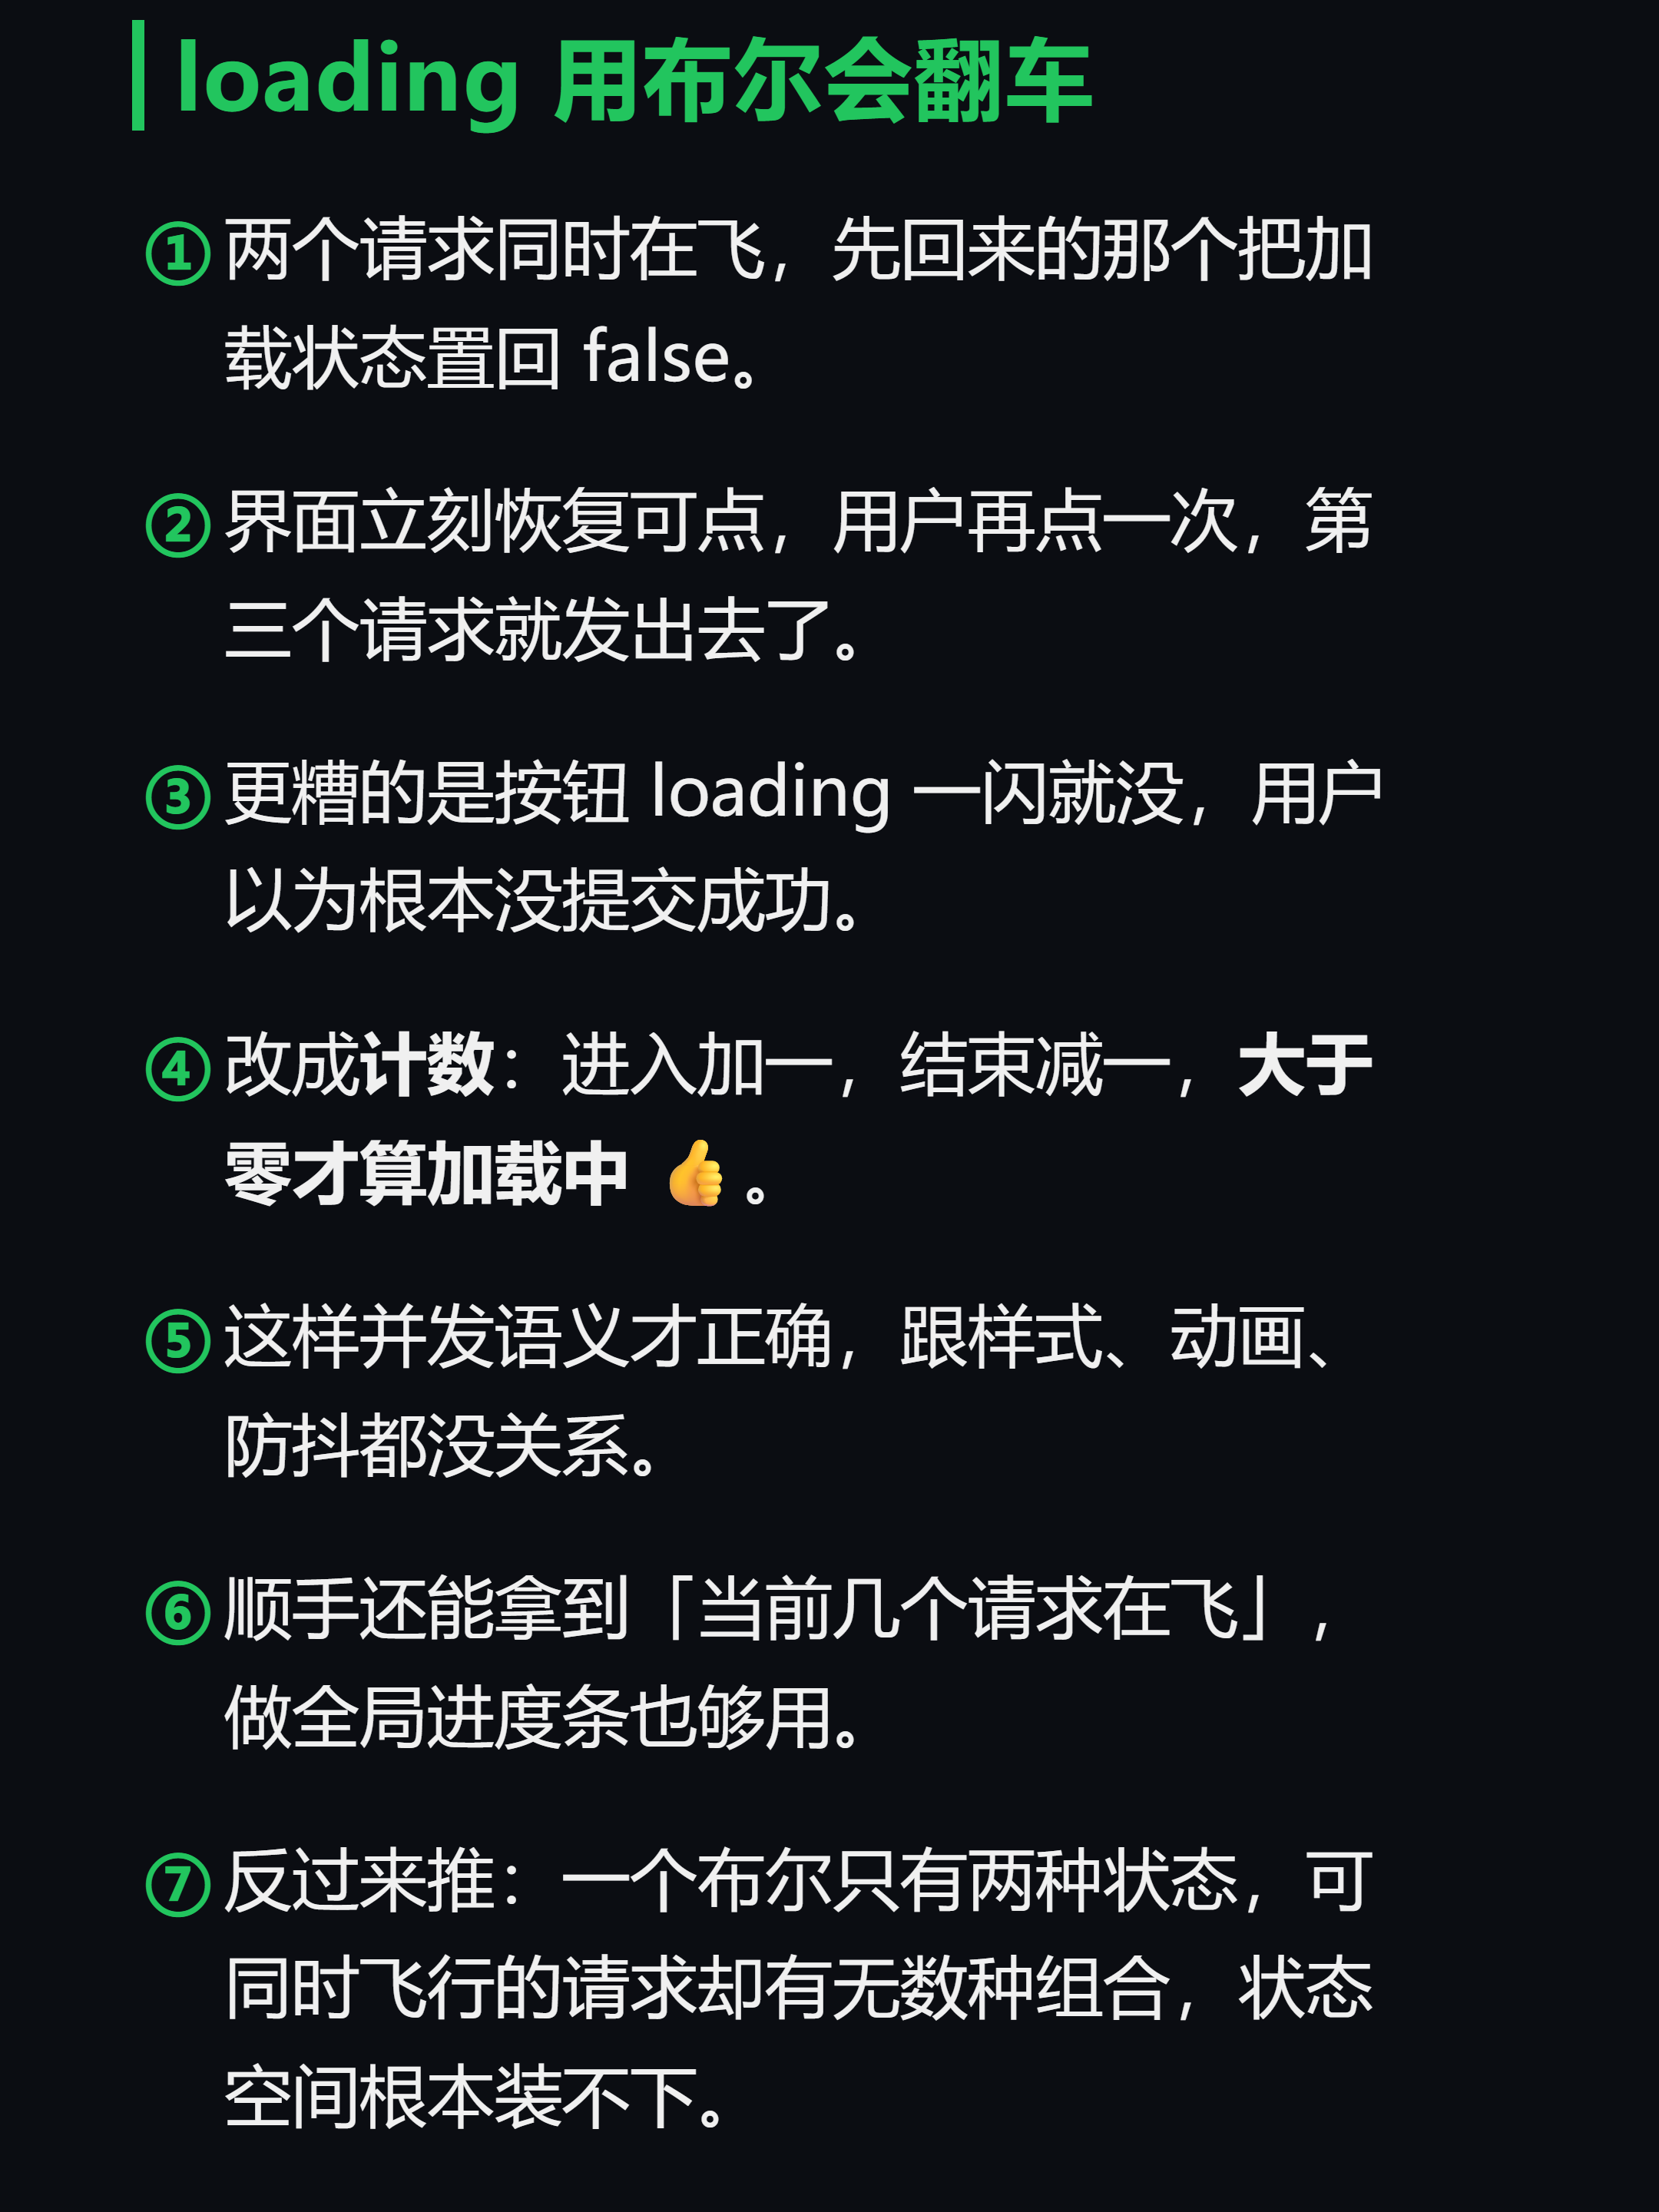 loading 用布尔会翻车
① 两个请求同时在飞，先回来的那个把加
载状态置回 false。
② 界面立刻恢复可点，用户再点一次，第
三个请求就发出去了。
③ 更糟的是按钮 loading 一闪就没，用户
以为根本没提交成功。
④ 改成计数：进入加一，结束减一，大于
零才算加载中 👍 。
⑤ 这样并发语义才正确，跟样式、动画、
防抖都没关系。
⑥ 顺手还能拿到「当前几个请求在飞」，
做全局进度条也够用。
⑦ 反过来推：一个布尔只有两种状态，可
同时飞行的请求却有无数种组合，状态
空间根本装不下。